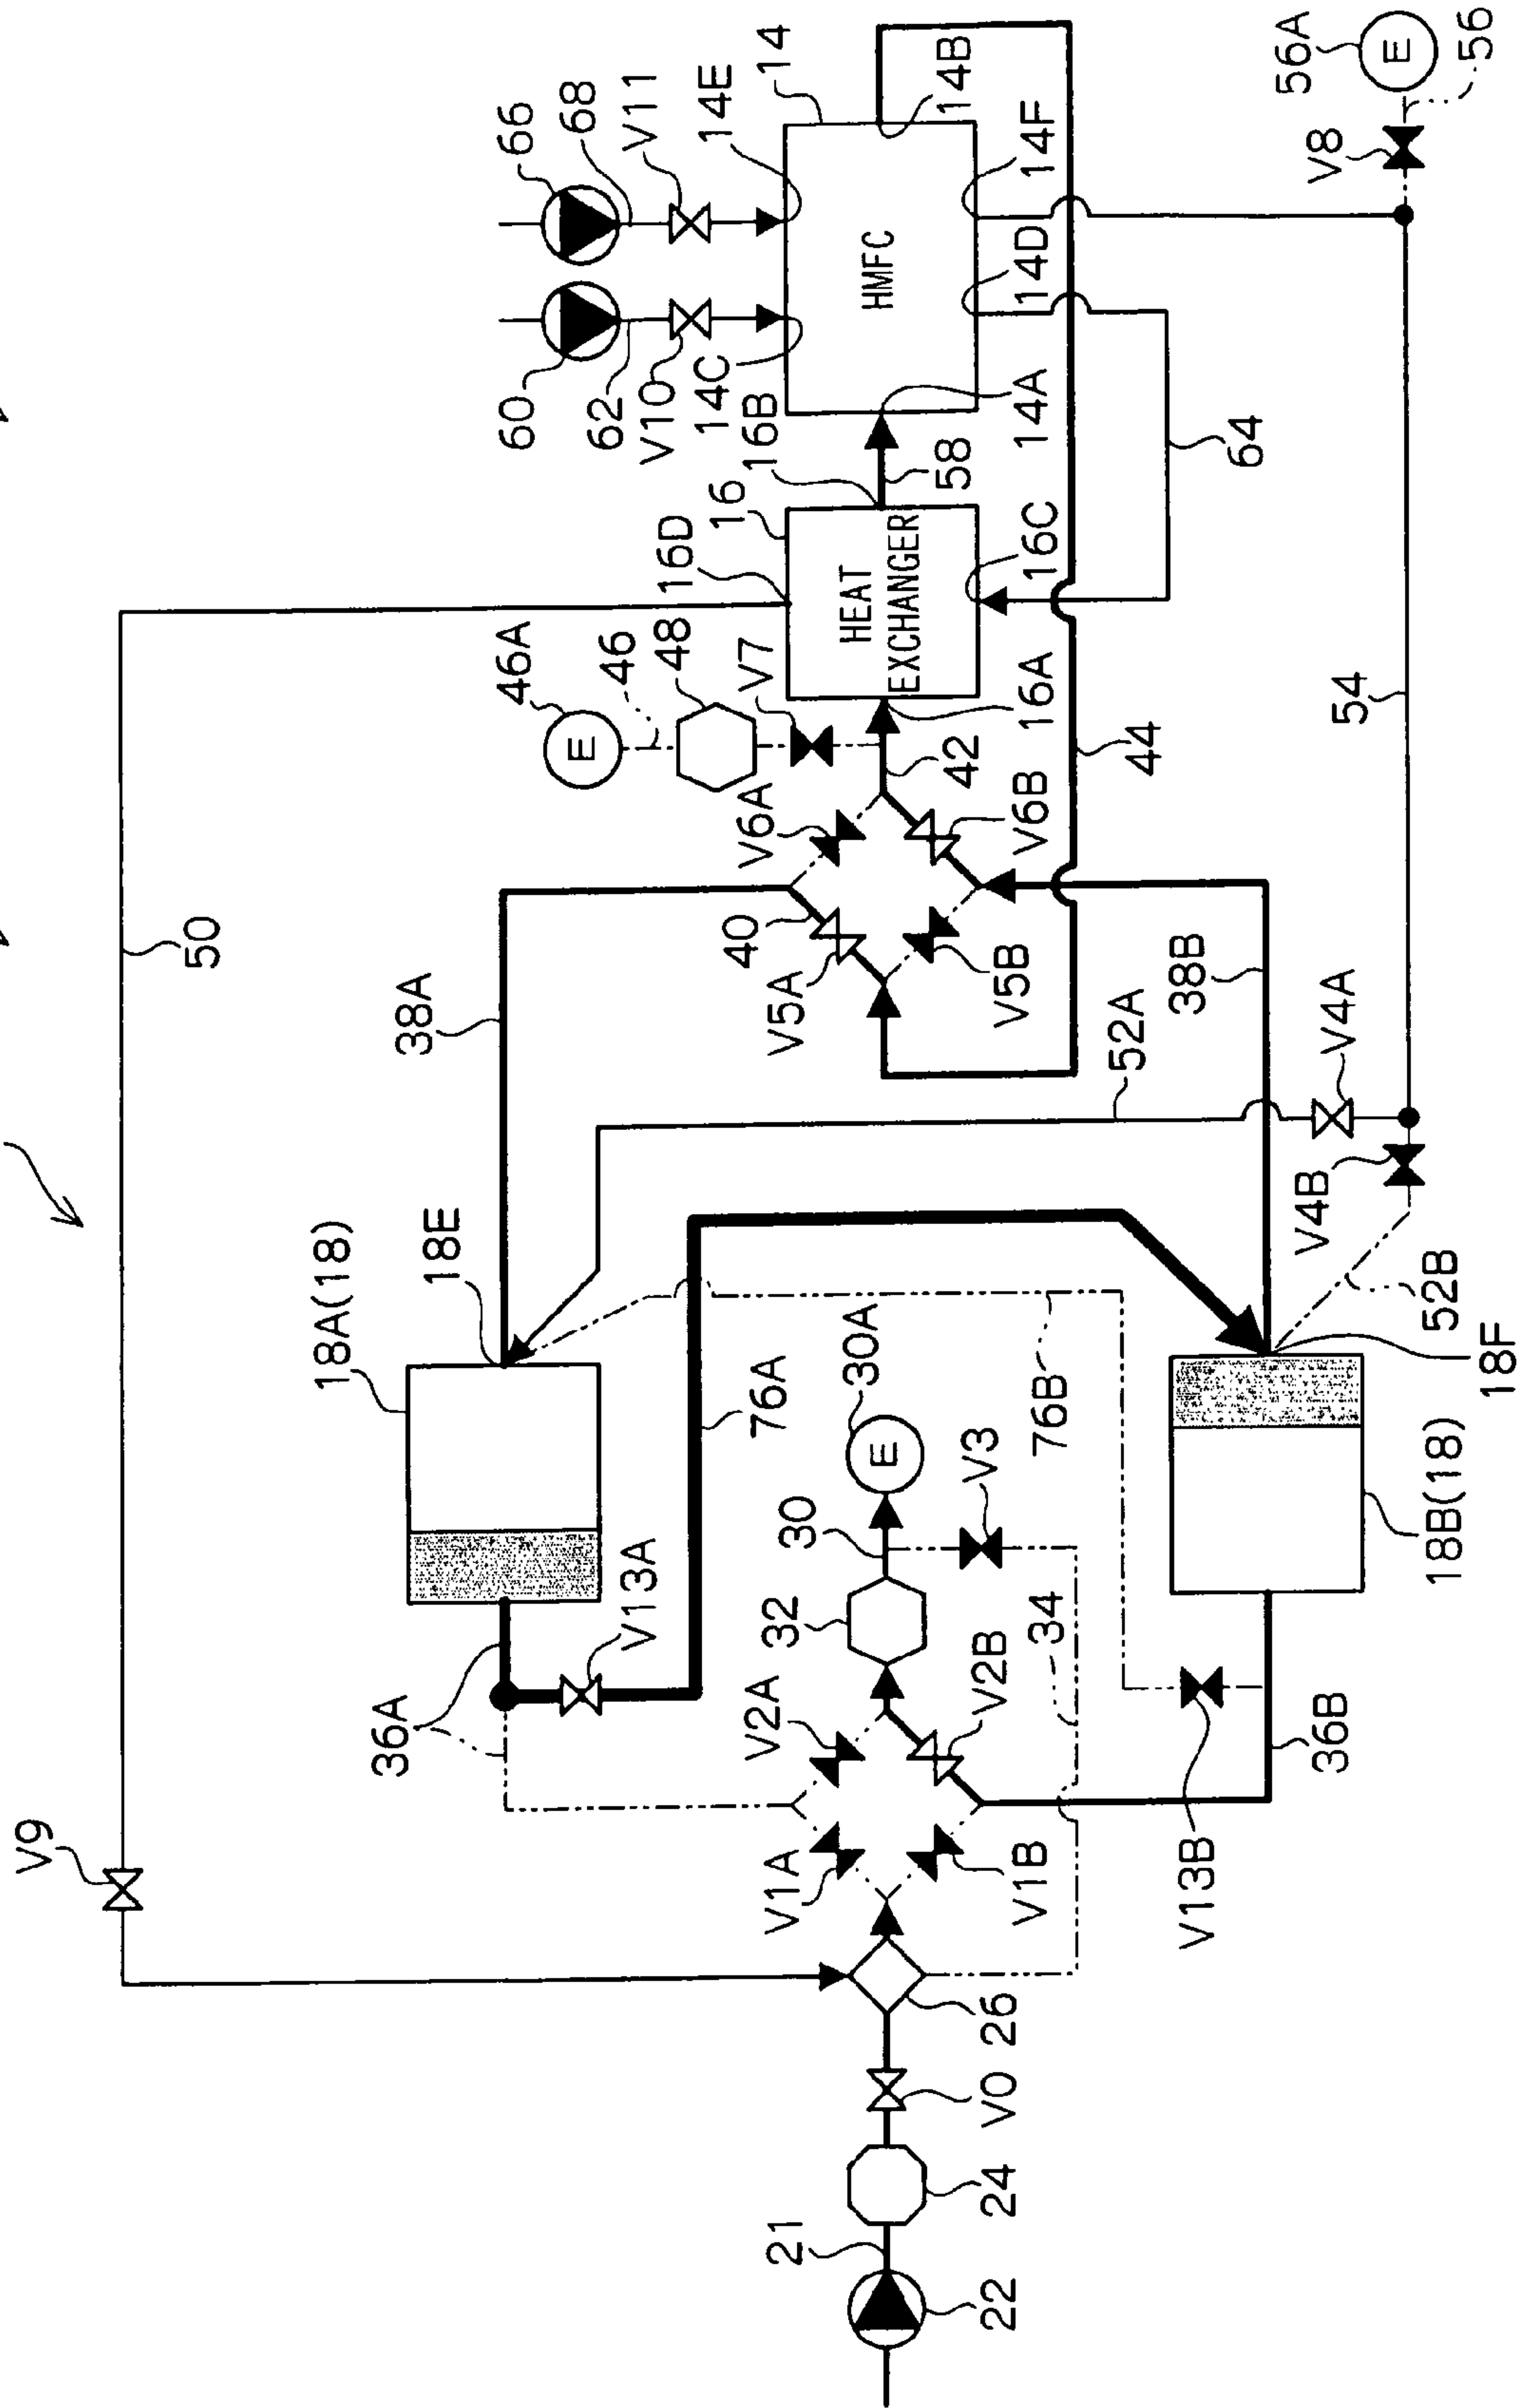 66
68
V11
14E
14
56A
E
56
60
62
V10
14C
HMFC
14B
14F
14D
V8
16B
14A
58
64
16D
16
HEAT
EXCHANGER
16C
46A
E
46
48
V7
16A
42
44
54
50
V6A
V6B
40
V5A
V5B
38A
38B
52A
V4A
V4B
52B
18A(18)
18E
76A
76B
30A
E
30
V3
18F
18B(18)
36A
V13A
32
34
V2A
V2B
36B
V9
V1A
V1B
V13B
26
V0
24
21
22